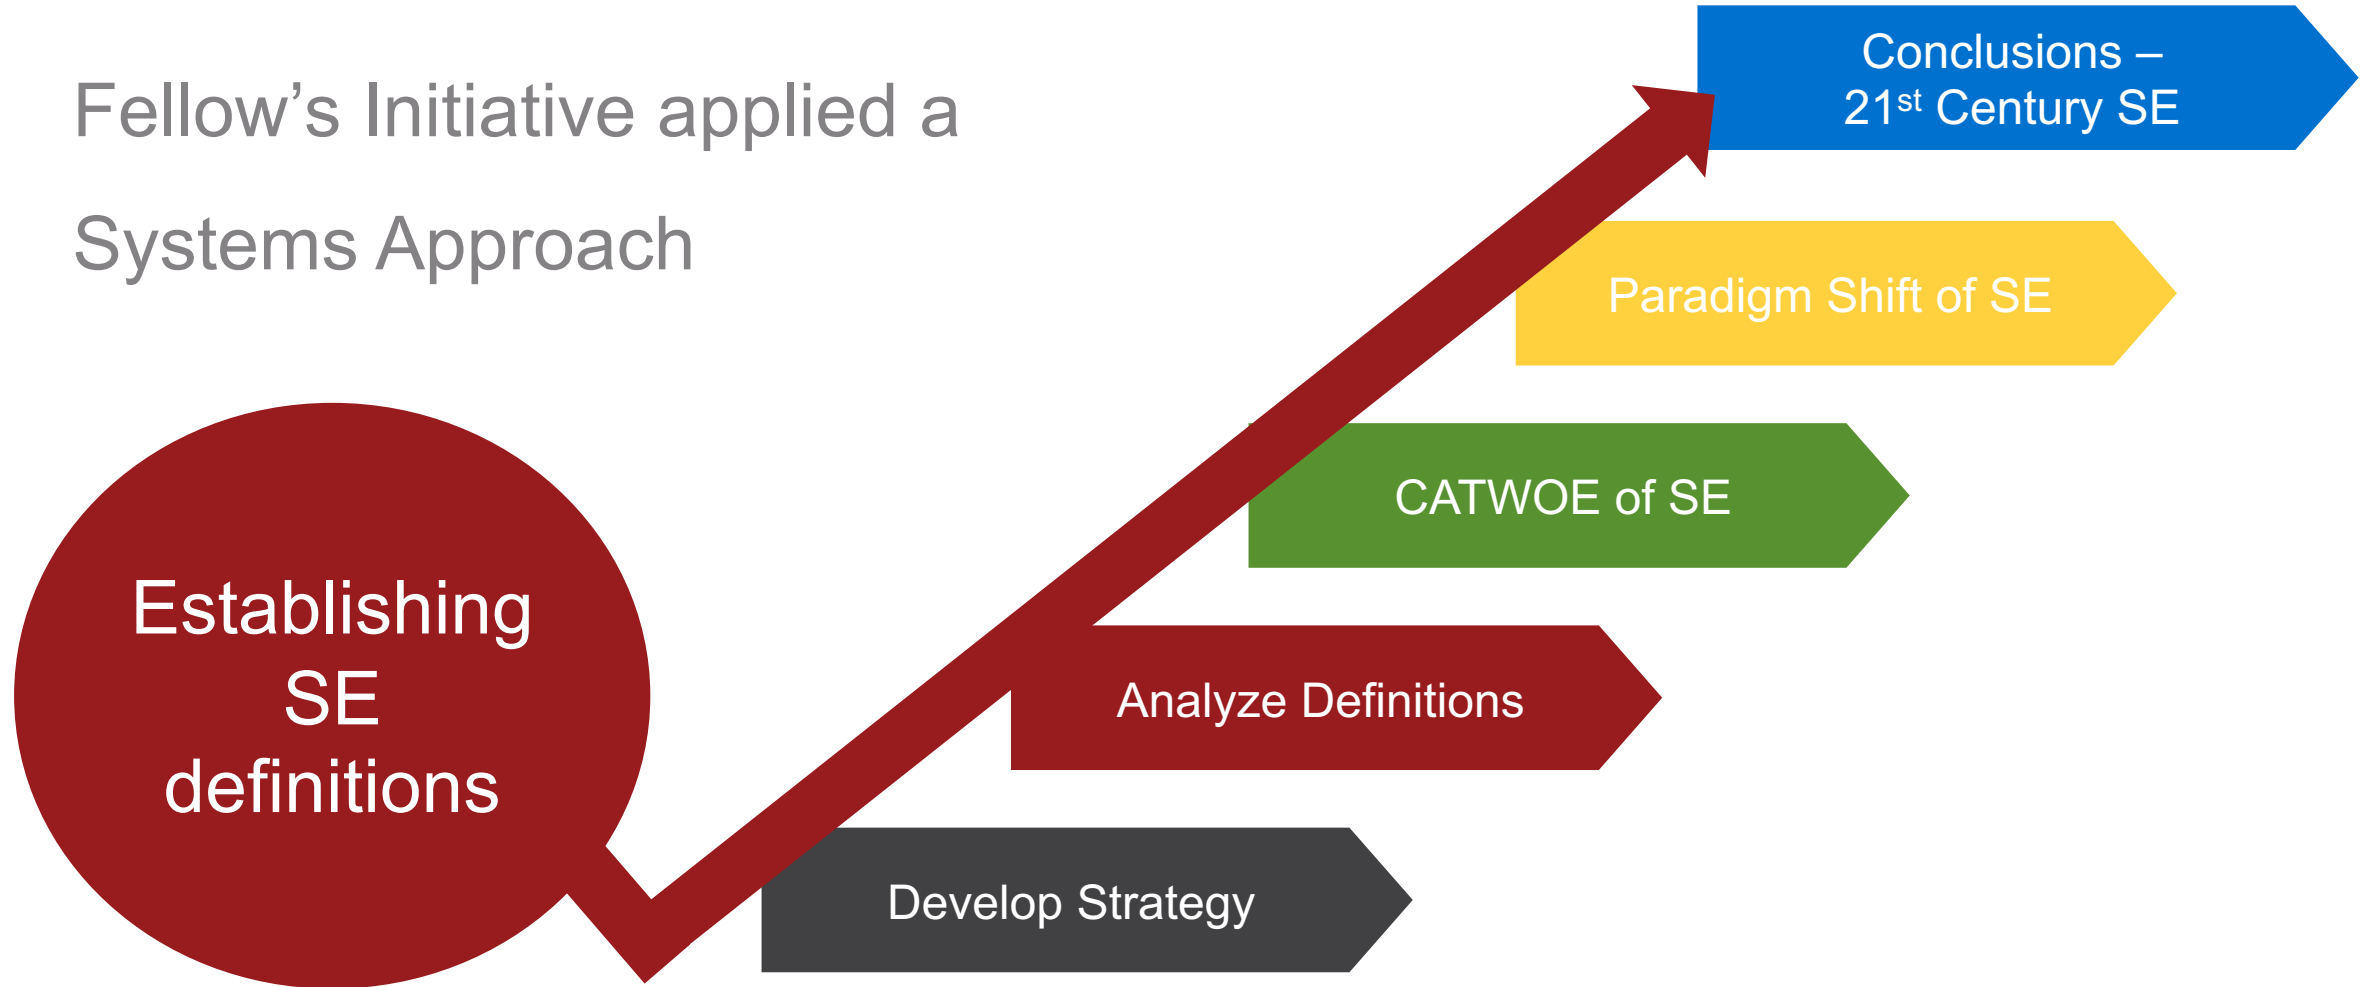 Fellow’s Initiative applied a
Systems Approach
Conclusions –
21st Century SE
Paradigm Shift of SE
CATWOE of SE
Establishing
SE
definitions
Analyze Definitions
Develop Strategy